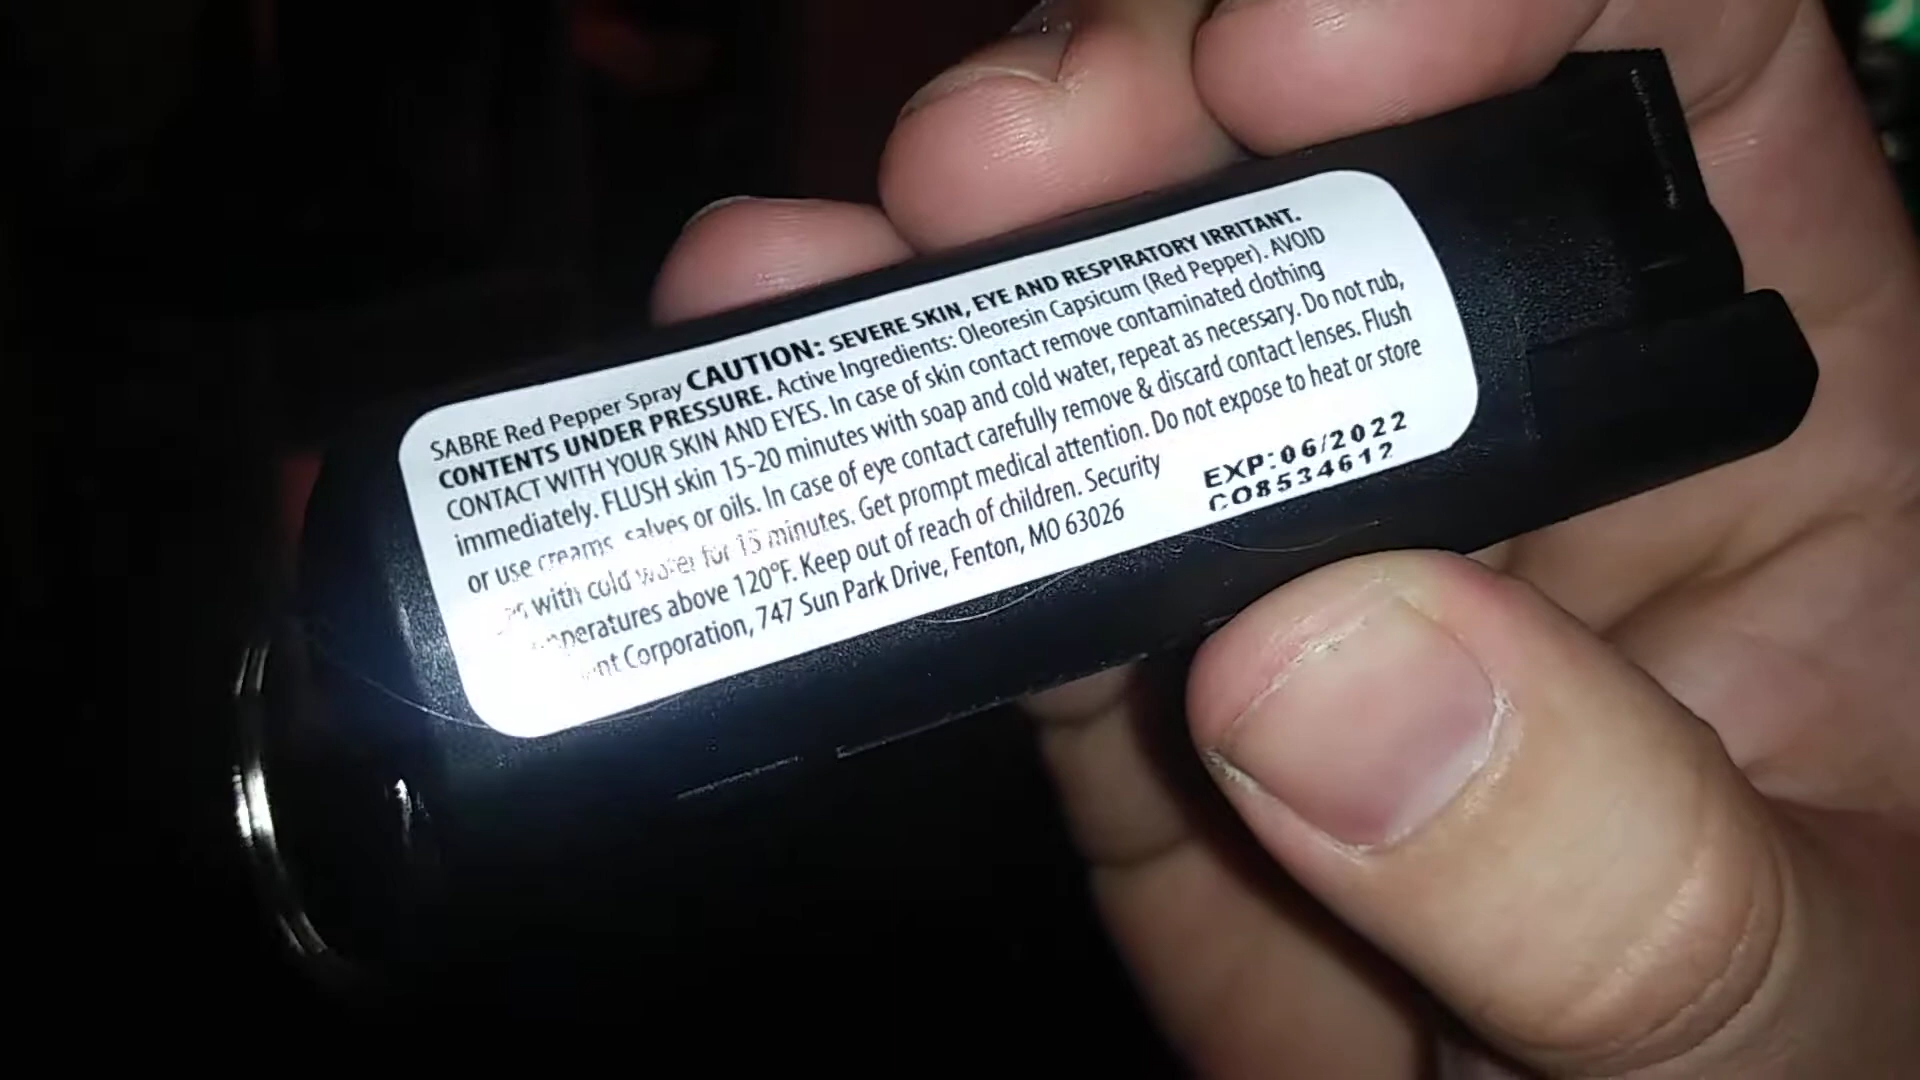 SABRE Red Pepper Spray CAUTION: SEVERE SKIN, EYE AND RESPIRATORY IRRITANT.
CONTENTS UNDER PRESSURE. Active Ingredients: Oleoresin Capsicum (Red Pepper). AVOID
CONTACT WITH YOUR SKIN AND EYES. In case of skin contact remove contaminated clothing
immediately. FLUSH skin 15-20 minutes with soap and cold water, repeat as necessary. Do not rub,
or use creams, salves or oils. In case of eye contact carefully remove & discard contact lenses. Flush
with cold water for 15 minutes. Get prompt medical attention. Do not expose to heat or store
above 120°F. Keep out of reach of children. Security
Corporation, 747 Sun Park Drive, Fenton, MO 63026
EXP:06/2022
CO8534612